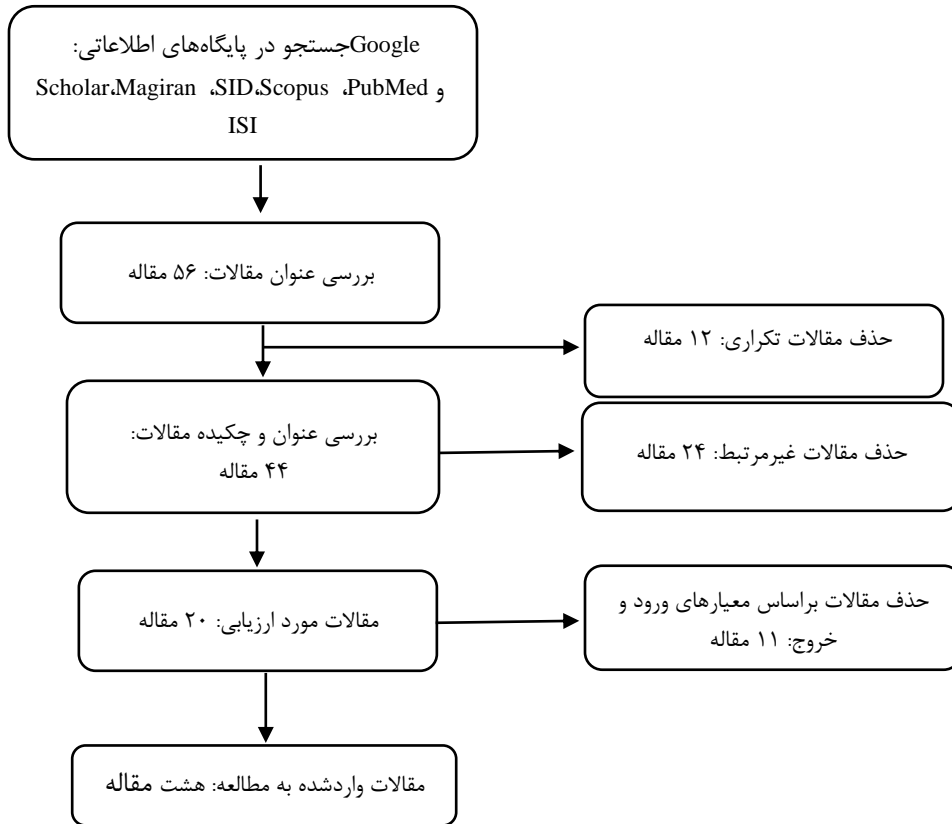 Googleجستجو در پایگاه‌های اطلاعاتی:
و Scholar،Magiran ،SID،Scopus ،PubMed
ISI
بررسی عنوان مقالات: ۵۶ مقاله
حذف مقالات تکراری: ۱۲ مقاله
بررسی عنوان و چکیده مقالات:
۴۴ مقاله
حذف مقالات غیرمرتبط: ۲۴ مقاله
مقالات مورد ارزیابی: ۲۰ مقاله
حذف مقالات براساس معیارهای ورود و
خروج: ۱۱ مقاله
مقالات واردشده به مطالعه: هشت مقاله